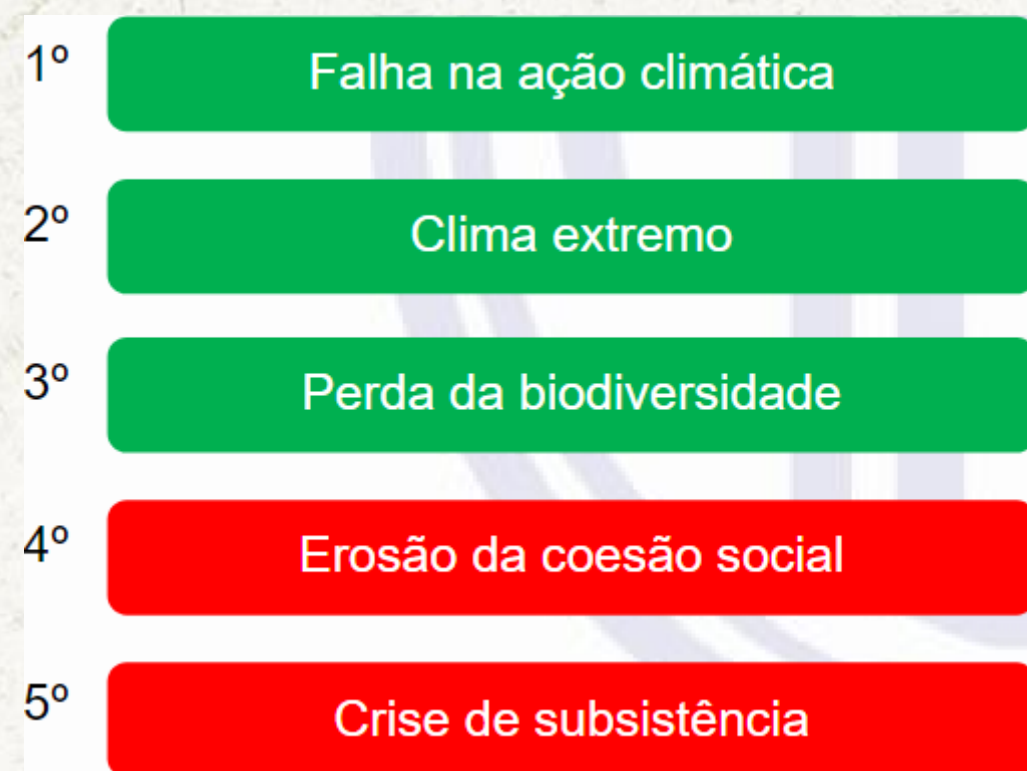 1º Falha na ação climática
2º Clima extremo
3º Perda da biodiversidade
4º Erosão da coesão social
5º Crise de subsistência